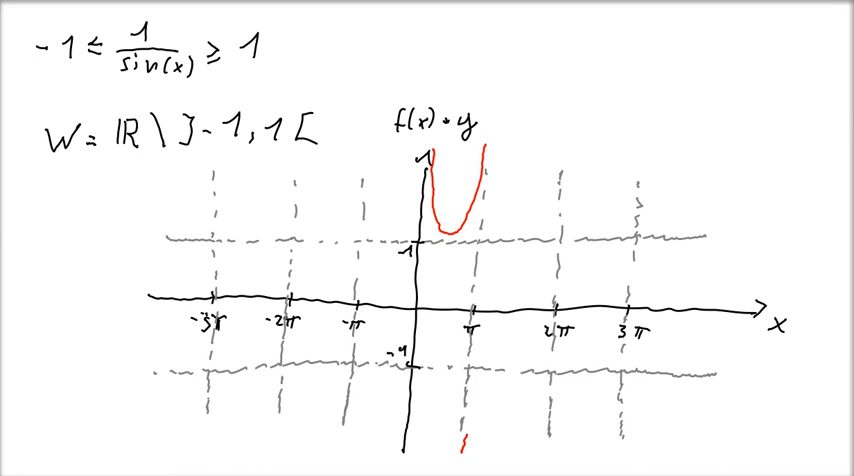 -1 ≤ 1/sin(x) ≥ 1
W = ℝ \ ]-1, 1[
f(x) = y
1
-3π -2π -π π 2π 3π
x
-1